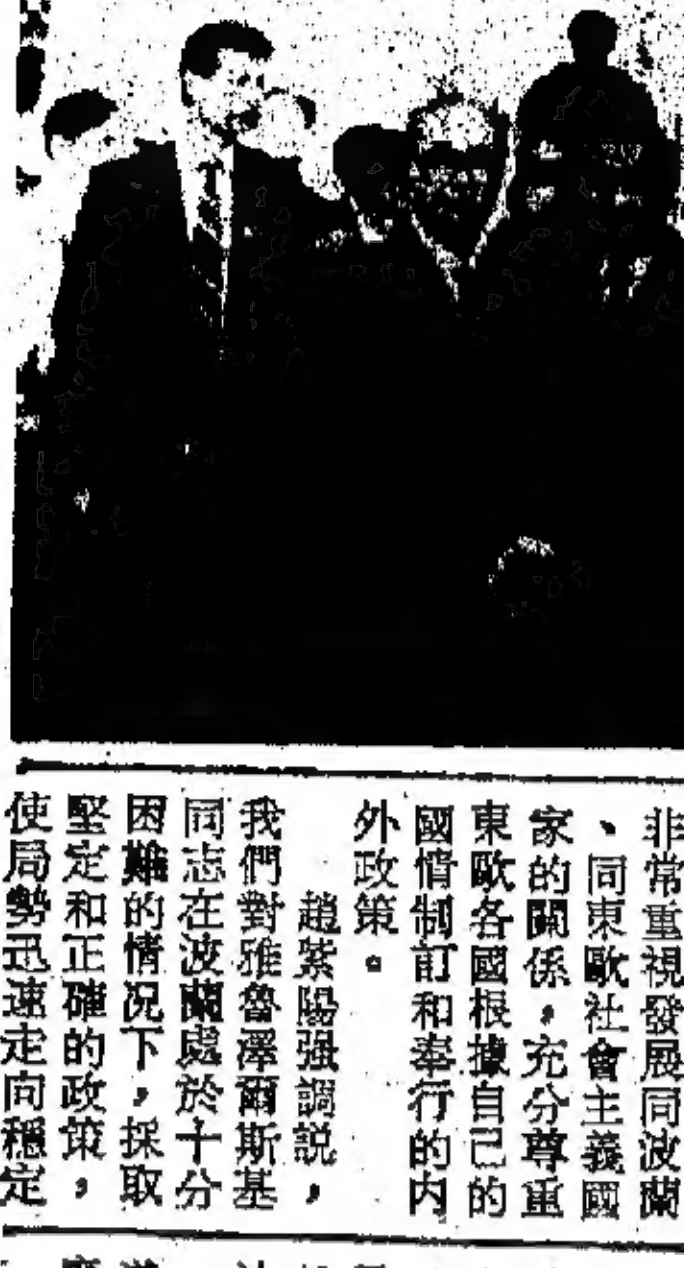 非常重視發展同波蘭
、同東歐社會主義國
家的關係，充分尊重
東歐各國根據自己的
國情制訂和奉行的内
外政策。
趙紫陽强調説，
我們對雅魯澤爾斯基
同志在波蘭處於十分
困難的情况下，採取
堅定和正確的政策，
使局勢迅速走向穩定